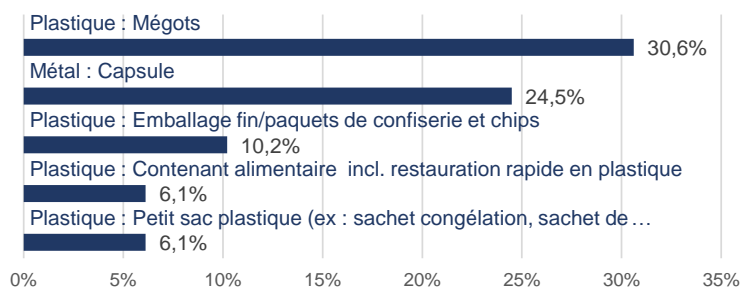 Plastique : Mégots
30,6%
Métal : Capsule
24,5%
Plastique : Emballage fin/paquets de confiserie et chips
10,2%
Plastique : Contenant alimentaire  incl. restauration rapide en plastique
6,1%
Plastique : Petit sac plastique (ex : sachet congélation, sachet de…
6,1%
0% 5% 10% 15% 20% 25% 30% 35%